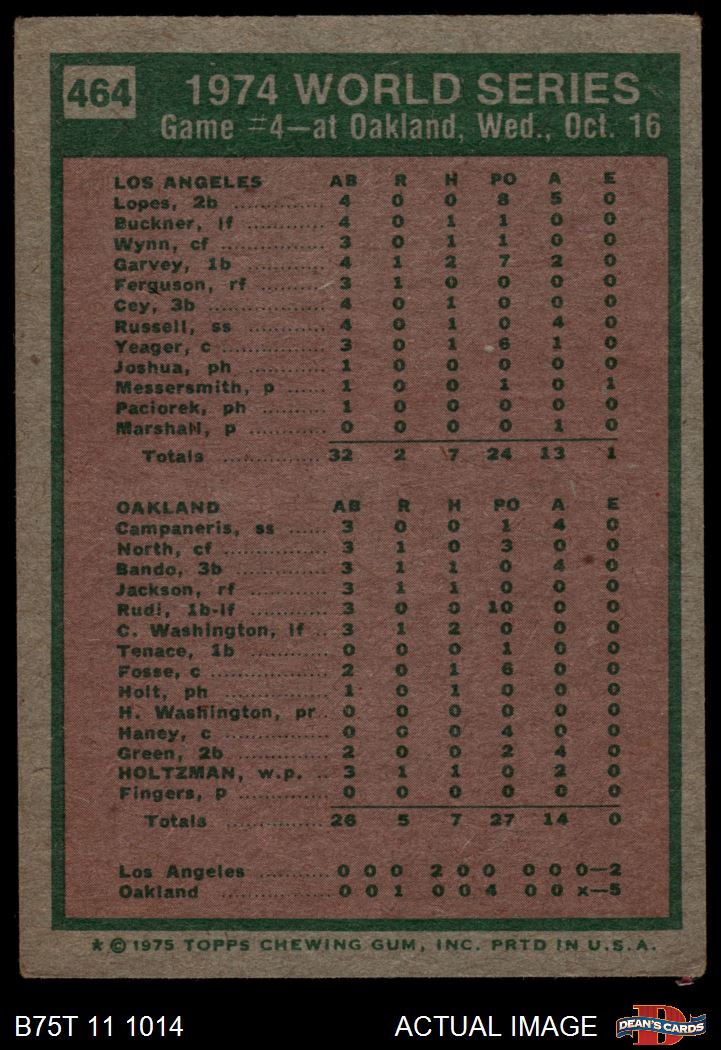 464
1974 WORLD SERIES
Game #4—at Oakland, Wed., Oct. 16
LOS ANGELES AB R H PO A E
Lopes, 2b .............. 4 0 0 8 5 0
Buckner, lf ............ 4 0 1 1 0 0
Wynn, cf ................ 3 0 1 1 0 0
Garvey, 1b ............ 4 1 2 7 2 0
Ferguson, rf .......... 3 1 0 0 0 0
Cey, 3b .................. 4 0 1 0 0 0
Russell, ss ............ 4 0 1 0 4 0
Yeager, c ................ 3 0 1 6 1 0
Joshua, ph .............. 1 0 0 0 0 0
Messersmith, p ...... 1 0 0 1 0 1
Paciorek, ph .......... 1 0 0 0 0 0
Marshall, p ............ 0 0 0 0 1 0
Totals .............. 32 2 7 24 13 1
OAKLAND AB R H PO A E
Campaneris, ss ...... 3 0 0 1 4 0
North, cf ................ 3 1 0 3 0 0
Bando, 3b .............. 3 1 1 0 4 0
Jackson, rf ............ 3 1 1 0 0 0
Rudi, 1b-lf .............. 3 0 0 10 0 0
C. Washington, lf .. 3 1 2 0 0 0
Tenace, 1b ............ 0 0 0 1 0 0
Fosse, c .................. 2 0 1 6 0 0
Holt, ph .................. 1 0 1 0 0 0
H. Washington, pr .. 0 0 0 0 0 0
Haney, c ................ 0 0 0 4 0 0
Green, 2b .............. 2 0 0 2 4 0
HOLTZMAN, w.p. .. 3 1 1 0 2 0
Fingers, p .............. 0 0 0 0 0 0
Totals .............. 26 5 7 27 14 0
Los Angeles .......... 0 0 0 2 0 0 0 0 0—2
Oakland ................ 0 0 1 0 0 4 0 0 x—5
★ © 1975 TOPPS CHEWING GUM, INC. PRTD IN U.S.A.
B75T 11 1014 ACTUAL IMAGE DEAN'S CARDS